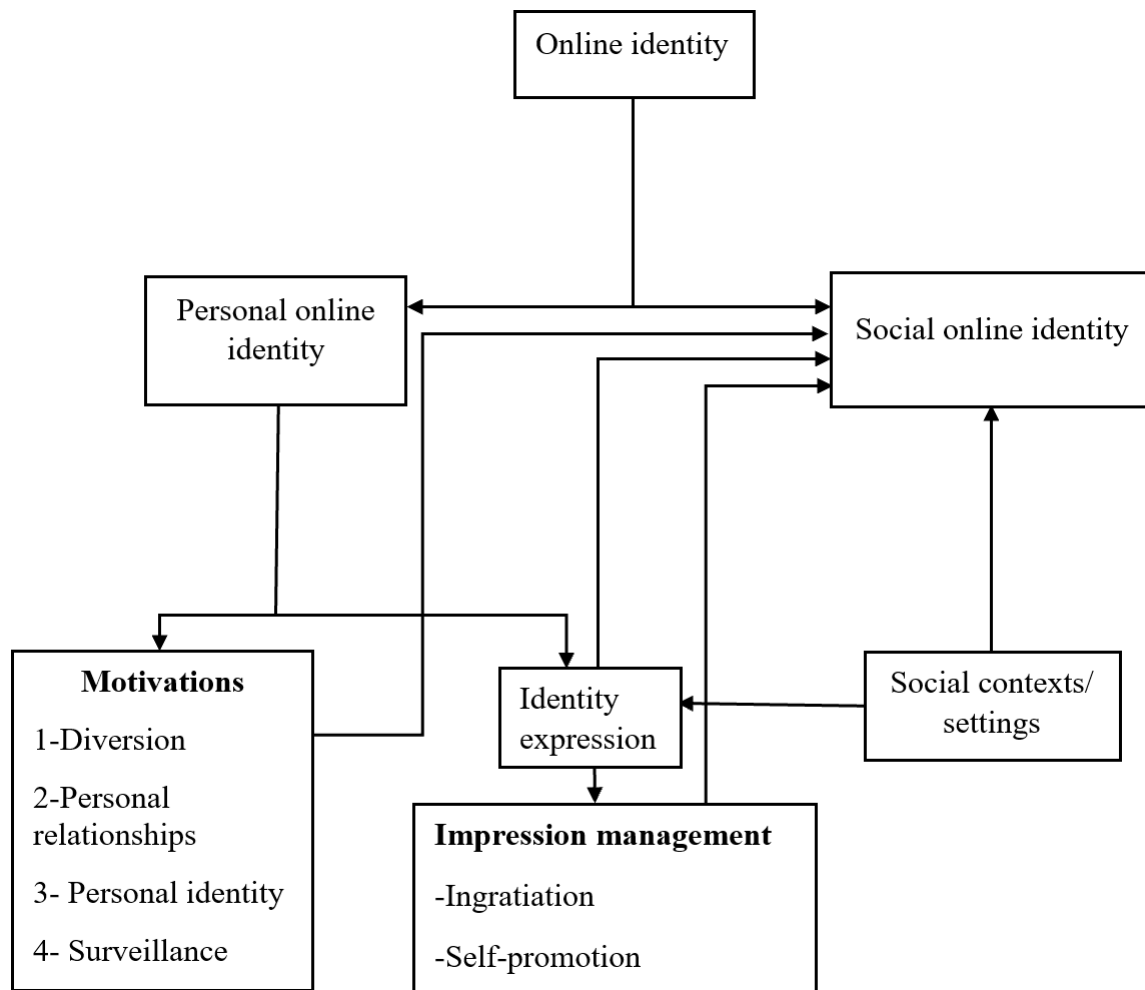 Online identity
Personal online
identity
Social online identity
Motivations
1-Diversion
2-Personal
relationships
3- Personal identity
4- Surveillance
Identity
expression
Social contexts/
settings
Impression management
-Ingratiation
-Self-promotion